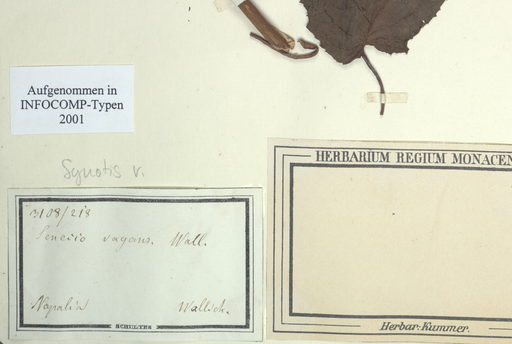 Aufgenommen in
INFOCOMP-Typen
2001
Synotis v.
HERBARIUM REGIUM MONACEN
3108/218
Senecio vagans. Wall.
Napalia Wallich.
SCHULTES
Herbar. Kummer.